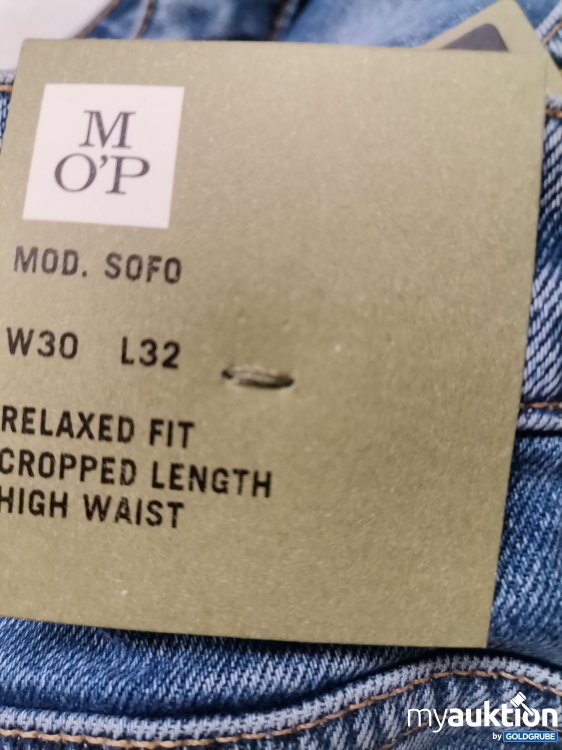 M
O'P
MOD. SOFO
W30 L32
RELAXED FIT
CROPPED LENGTH
HIGH WAIST
myauktion
by GOLDGRUBE